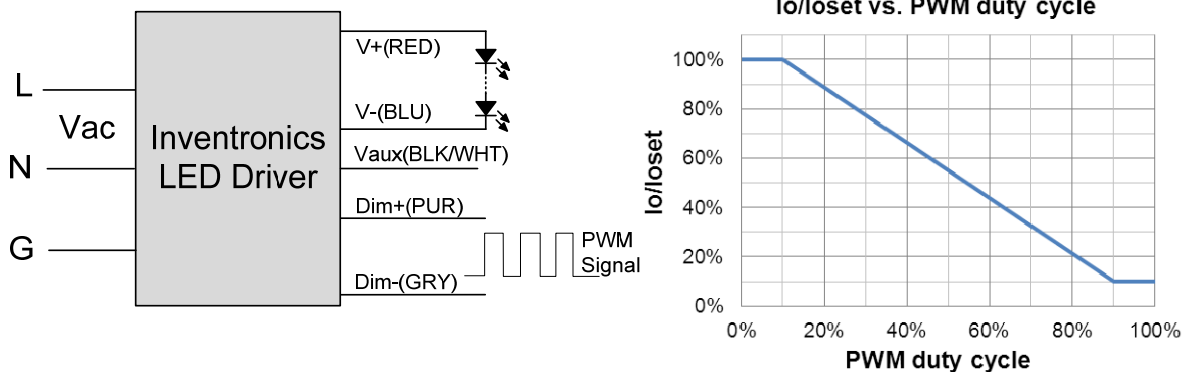 L
Vac
N
G
Inventronics
LED Driver
V+(RED)
V-(BLU)
Vaux(BLK/WHT)
Dim+(PUR)
Dim-(GRY)
PWM
Signal
Io/Ioset vs. PWM duty cycle
Io/Ioset
100%
80%
60%
40%
20%
0%
0% 20% 40% 60% 80% 100%
PWM duty cycle